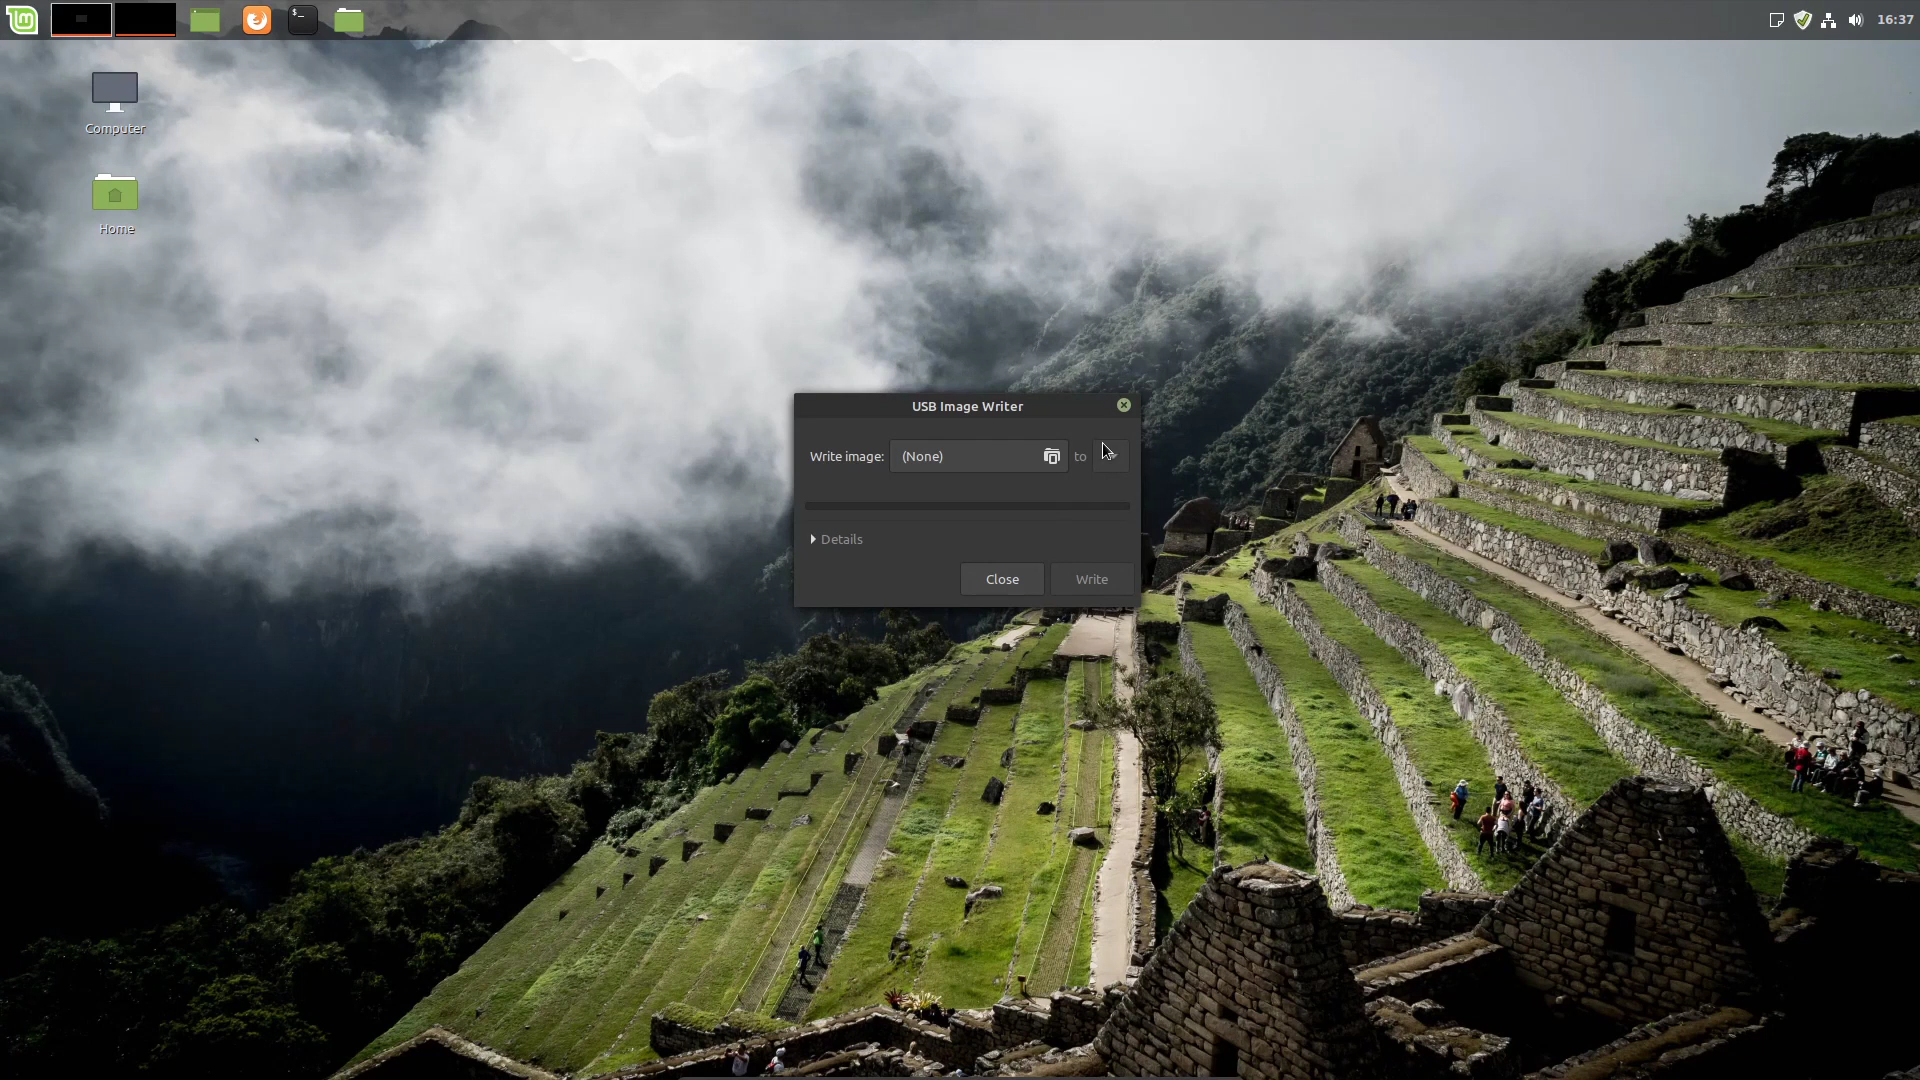 $_
16:37
Computer
Home
USB Image Writer
Write image: (None) to
Details
Close Write